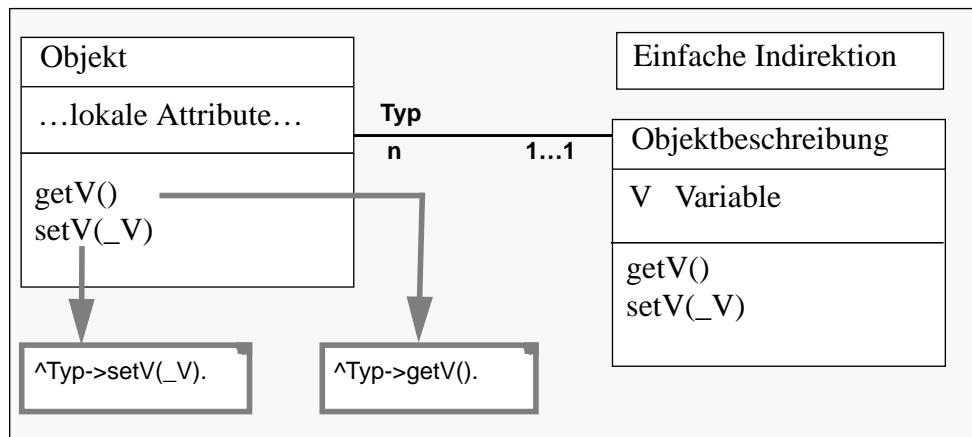 Objekt
…lokale Attribute…
getV()
setV(_V)
Typ
n
1…1
Einfache Indirektion
Objektbeschreibung
V Variable
getV()
setV(_V)
^Typ->setV(_V).
^Typ->getV().